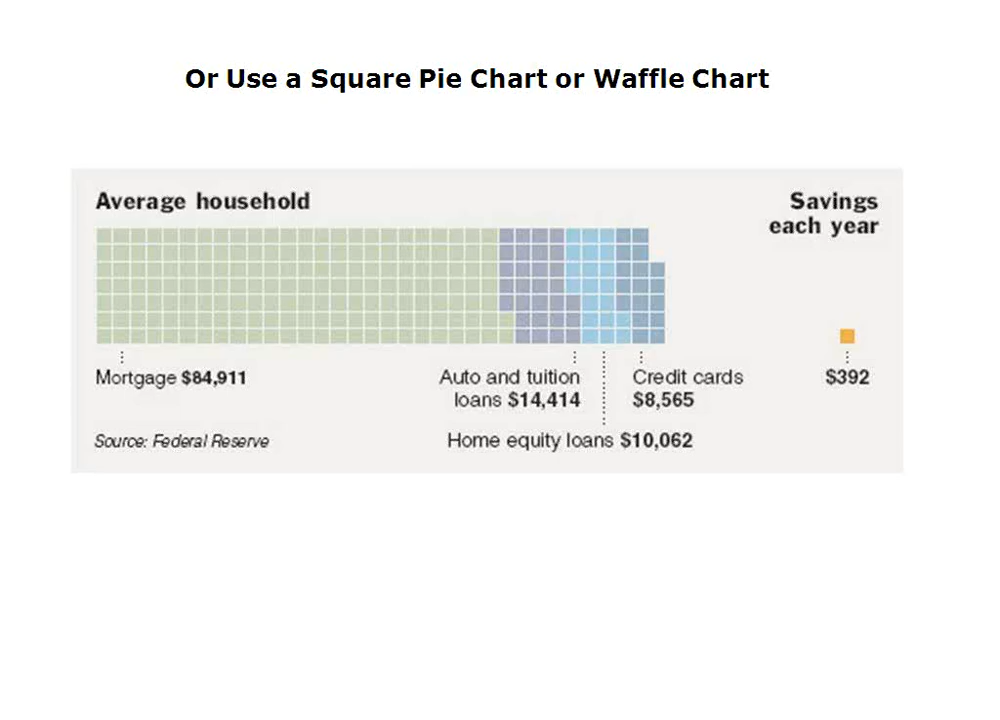 Or Use a Square Pie Chart or Waffle Chart
Average household
Savings
each year
Mortgage $84,911
Auto and tuition
loans $14,414
Credit cards
$8,565
$392
Home equity loans $10,062
Source: Federal Reserve